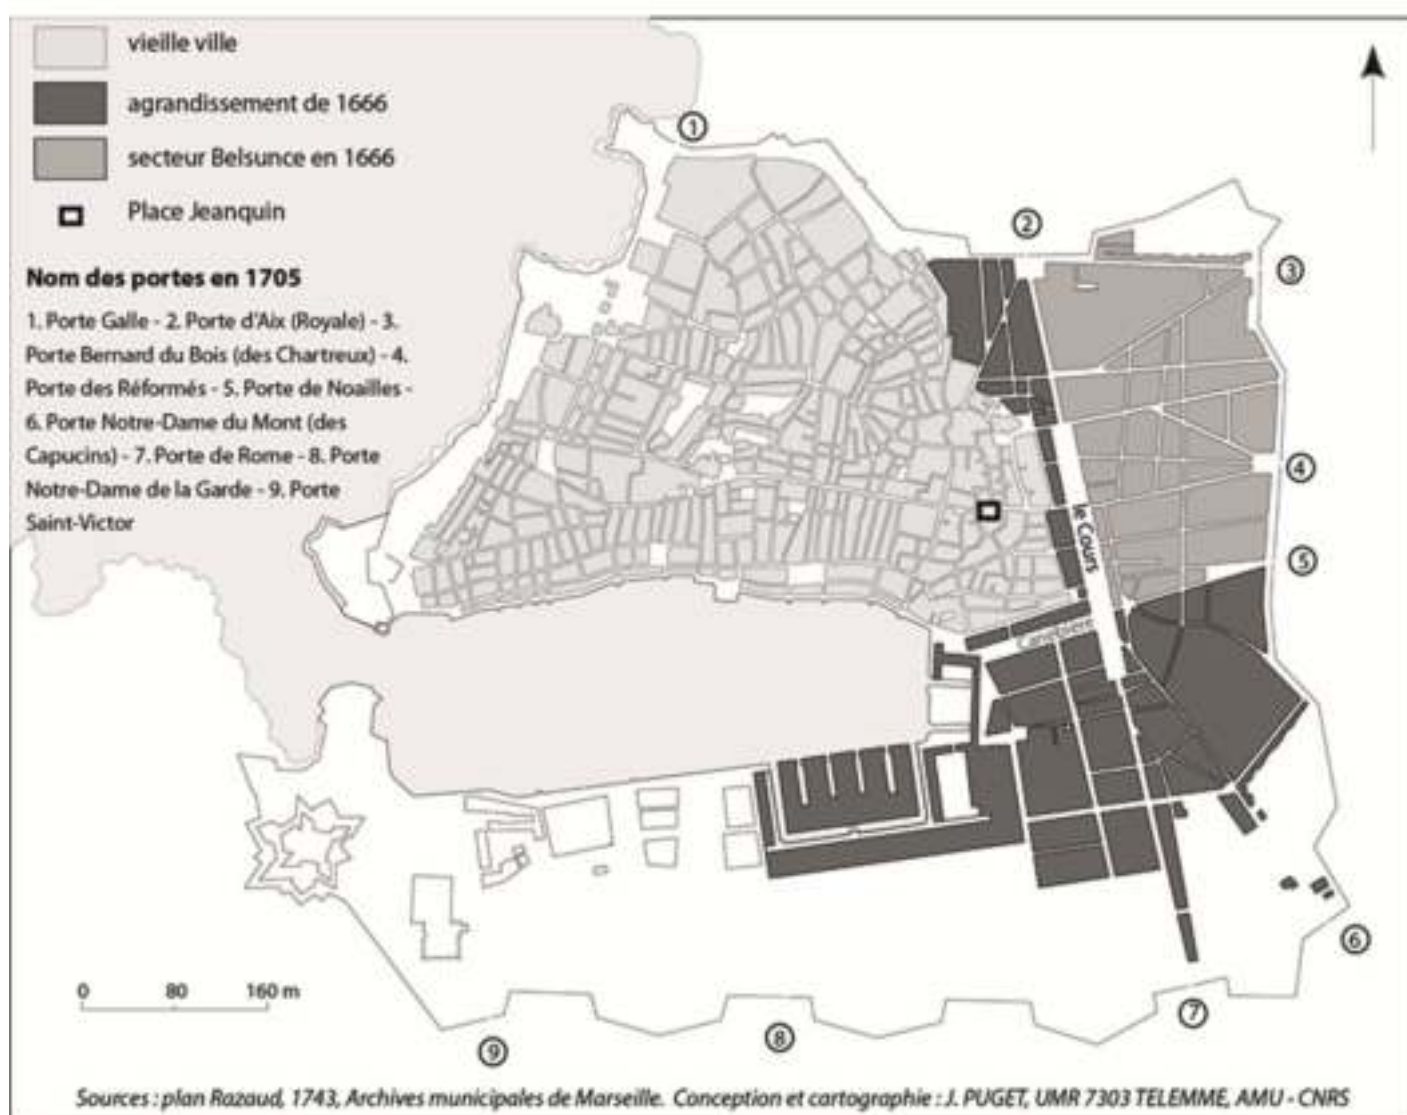 vieille ville
agrandissement de 1666
secteur Belsunce en 1666
Place Jeanquin
Nom des portes en 1705
1. Porte Galle - 2. Porte d'Aix (Royale) - 3.
Porte Bernard du Bois (des Chartreux) - 4.
Porte des Réformés - 5. Porte de Noailles -
6. Porte Notre-Dame du Mont (des
Capucins) - 7. Porte de Rome - 8. Porte
Notre-Dame de la Garde - 9. Porte
Saint-Victor
1
2
3
4
le Cours
5
Canebière
6
7
8
9
0 80 160 m
Sources : plan Razaud, 1743, Archives municipales de Marseille. Conception et cartographie : J. PUGET, UMR 7303 TELEMME, AMU - CNRS